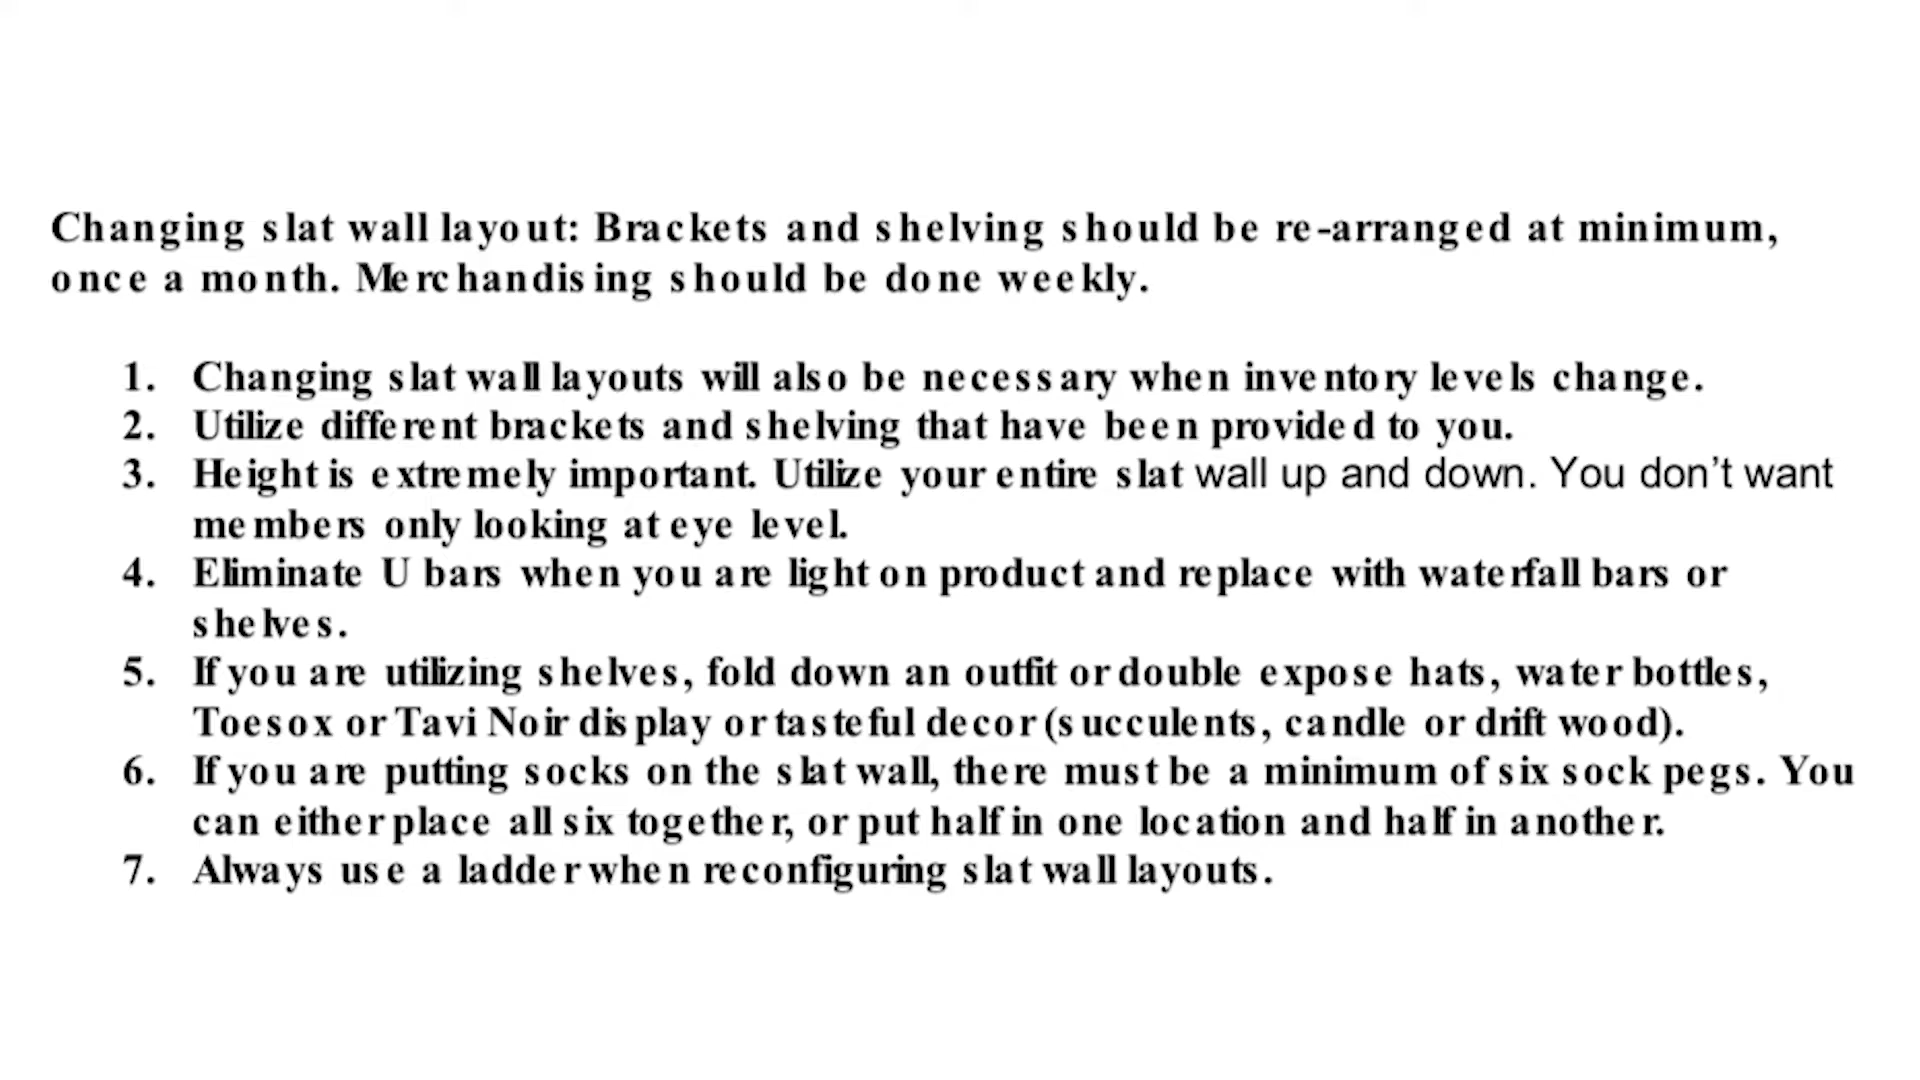 Changing slat wall layout: Brackets and shelving should be re-arranged at minimum,
once a month. Merchandising should be done weekly.
1. Changing slat wall layouts will also be necessary when inventory levels change.
2. Utilize different brackets and shelving that have been provided to you.
3. Height is extremely important. Utilize your entire slat wall up and down. You don’t want
members only looking at eye level.
4. Eliminate U bars when you are light on product and replace with waterfall bars or
shelves.
5. If you are utilizing shelves, fold down an outfit or double expose hats, water bottles,
Toesox or Tavi Noir display or tasteful decor (succulents, candle or drift wood).
6. If you are putting socks on the slat wall, there must be a minimum of six sock pegs. You
can either place all six together, or put half in one location and half in another.
7. Always use a ladder when reconfiguring slat wall layouts.